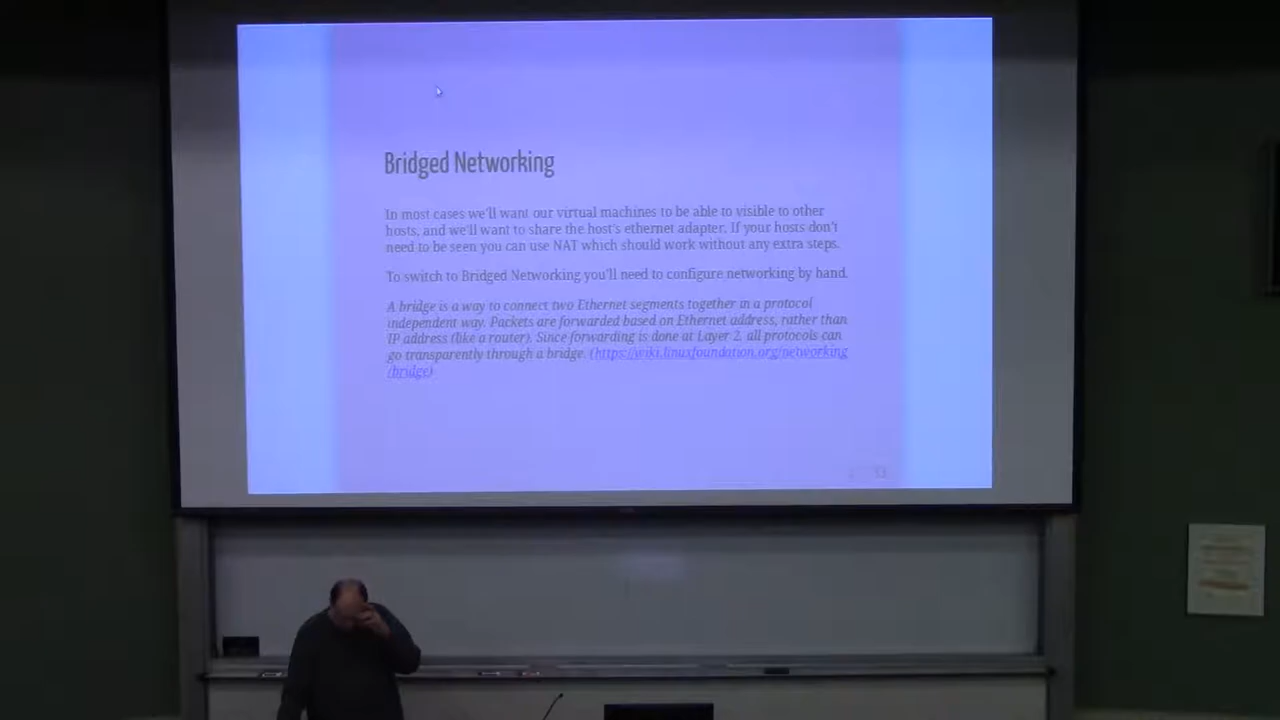 Bridged Networking
In most cases we'll want our virtual machines to be able to visible to other
hosts, and we'll want to share the host's ethernet adapter. If your hosts don't
need to be seen you can use NAT which should work without any extra steps.
To switch to Bridged Networking you'll need to configure networking by hand.
A bridge is a way to connect two Ethernet segments together in a protocol
independent way. Packets are forwarded based on Ethernet address, rather than
IP address (like a router). Since forwarding is done at Layer 2, all protocols can
go transparently through a bridge. (https://wiki.linuxfoundation.org/networking
/bridge)